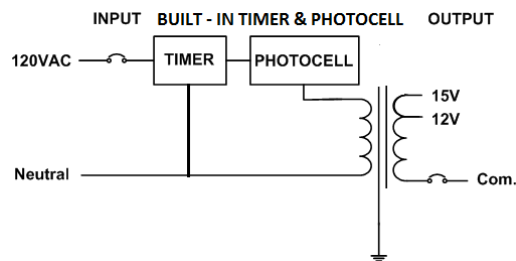 INPUT BUILT - IN TIMER & PHOTOCELL OUTPUT
120VAC TIMER PHOTOCELL
15V
12V
Neutral Com.